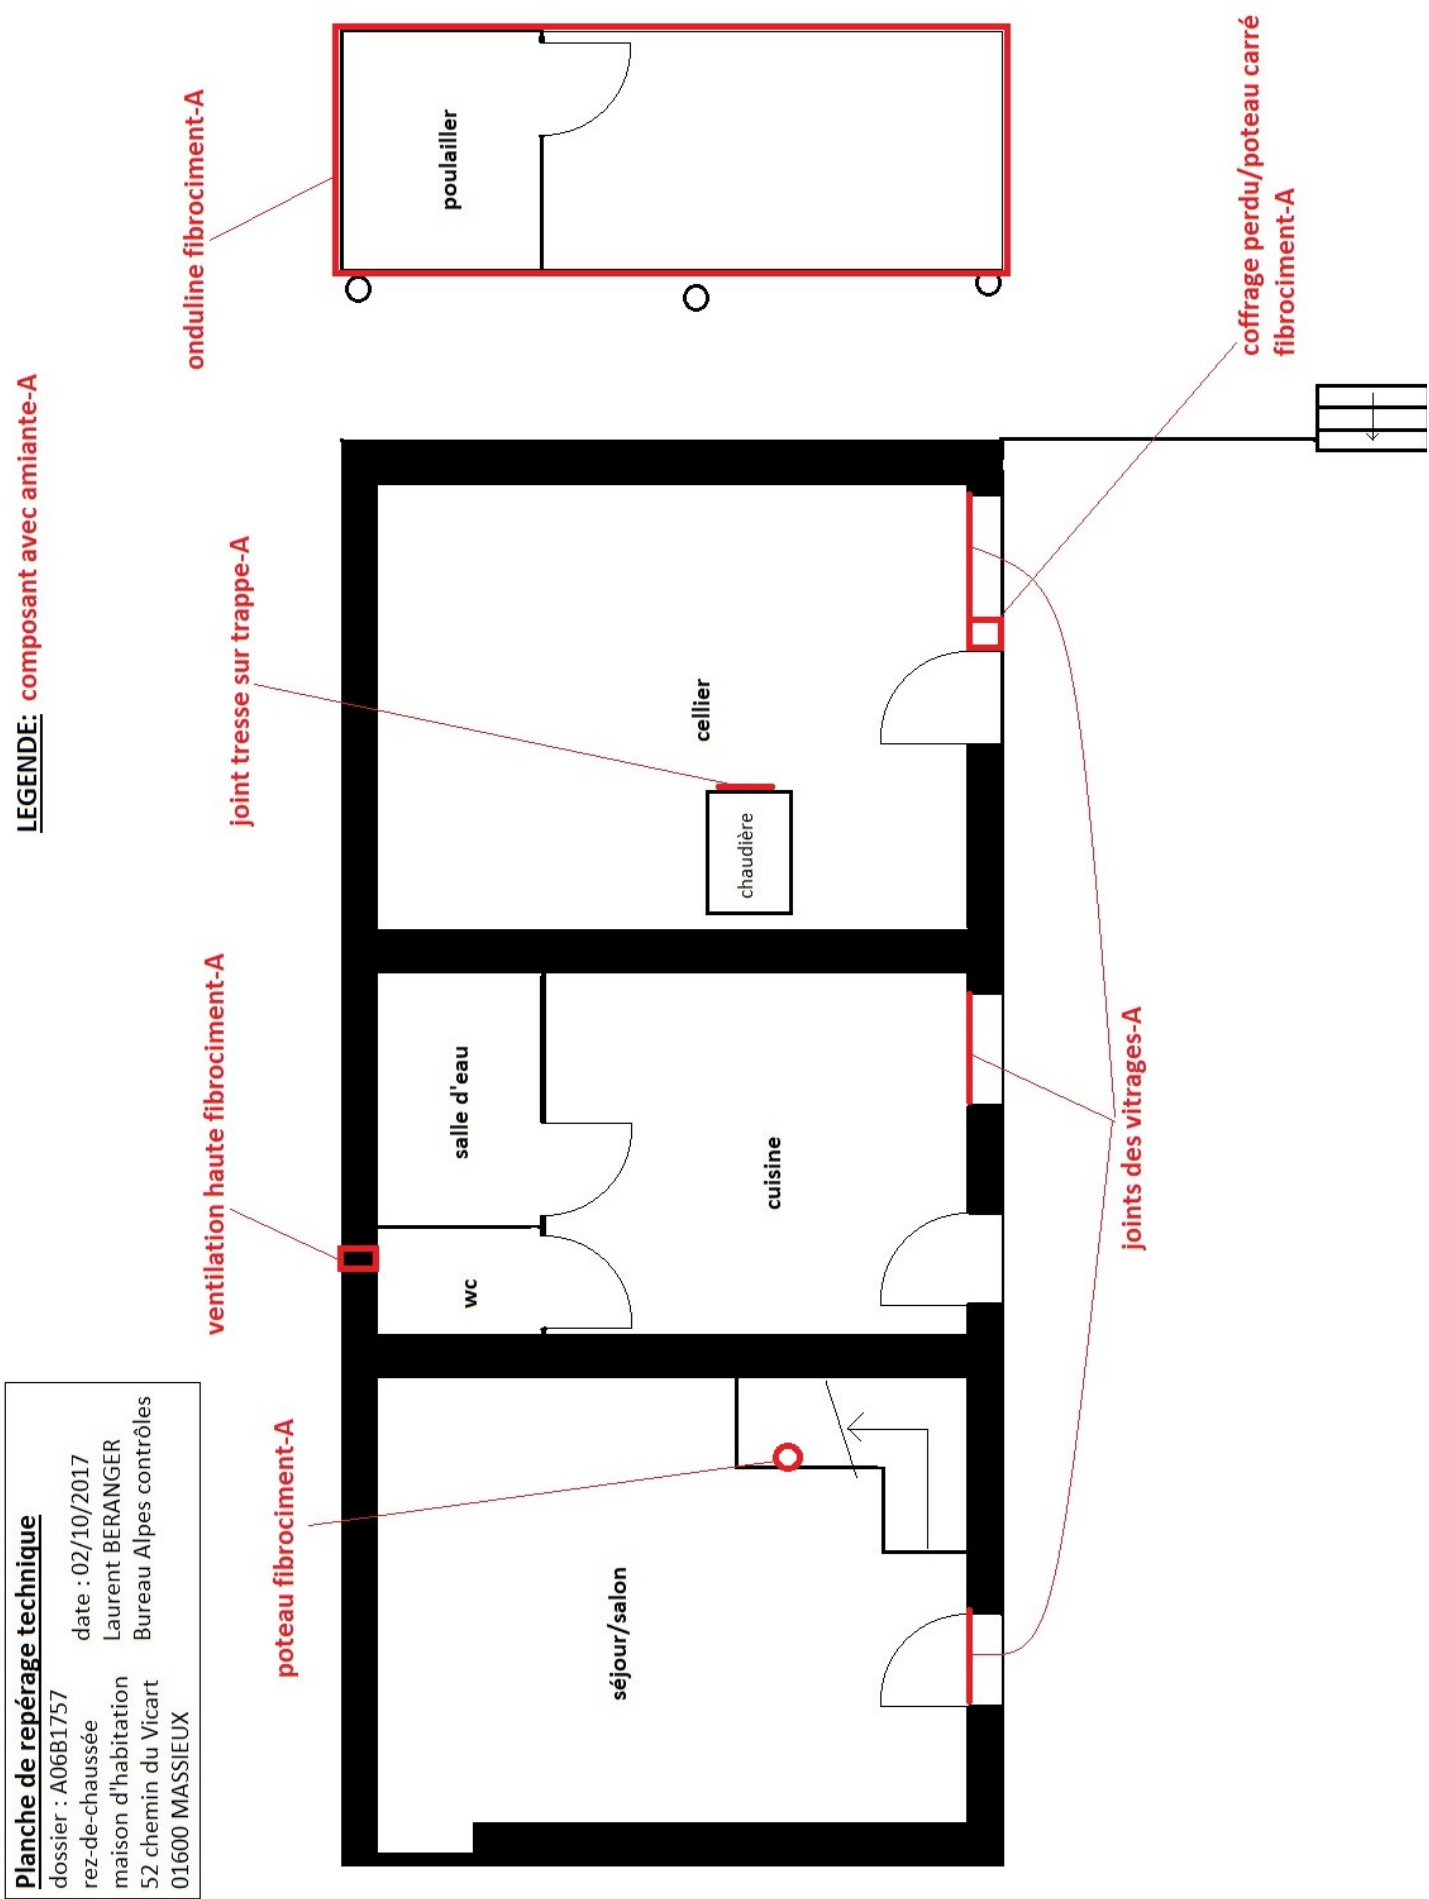 Planche de repérage technique
dossier : A06B1757
rez-de-chaussée
date : 02/10/2017
maison d'habitation
Laurent BERANGER
52 chemin du Vicart
Bureau Alpes contrôles
01600 MASSIEUX
LEGENDE: composant avec amiante-A
poteau fibrociment-A
ventilation haute fibrociment-A
joint tresse sur trappe-A
onduline fibrociment-A
wc
salle d'eau
poulailler
séjour/salon
cuisine
chaudière
cellier
joints des vitrages-A
coffrage perdu/poteau carré
fibrociment-A